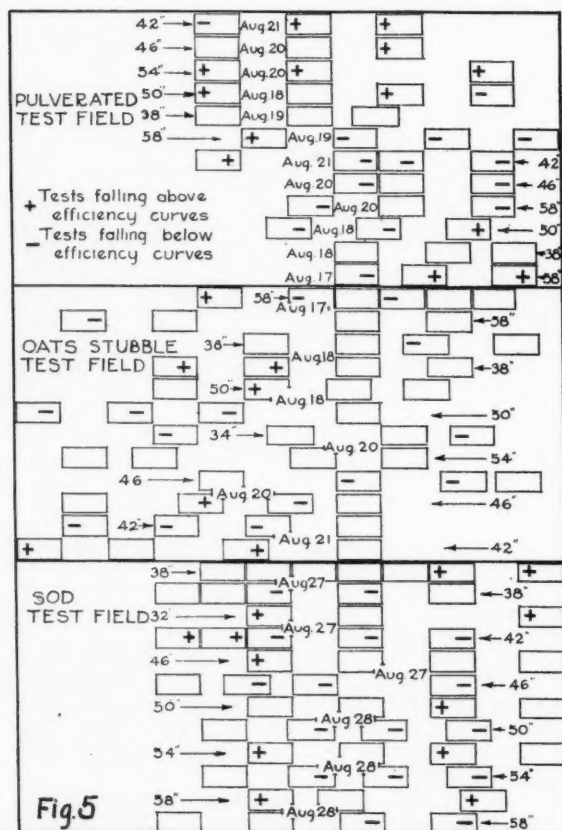 42" → - Aug.21 + +
46" → Aug.20 +
54" → + Aug.20 + +
50" → + Aug.18 + -
PULVERATED
TEST FIELD
38" → Aug.19
58" → + Aug.19 - - -
+ Aug.21 - - - ← 42"
Aug.20 - - ← 46"
+ Tests falling above
efficiency curves
- Aug.20 - ← 58"
- Tests falling below
efficiency curves
- Aug.18 - + ← 50"
Aug.18 ← 38"
Aug.17 - + + ← 58"
+ 58" → - Aug.17 -
- ← 58"
OATS STUBBLE
TEST FIELD
36" → -
+ + Aug.18 ← 38"
50" → +
Aug.18
- - - ← 50"
- 34" → -
Aug.20
← 54"
46 → - -
+ Aug.20 - ← 46"
- 42" → - -
Aug.21
+ + ← 42"
38" → Aug.27 + +
SOD
TEST FIELD
- - ← 38"
32" → + +
Aug.27
+ + - - - ← 42"
46" → +
Aug.27
- - - ← 46"
50" → +
Aug.28
- - - ← 50"
54" → + +
Aug.28
- - - ← 54"
58" → + +
Aug.28
- - - ← 58"
Fig.5